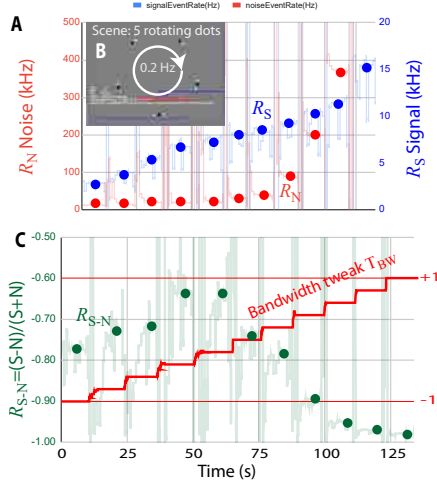 signalEventRate(Hz) noiseEventRate(Hz)
A
Scene: 5 rotating dots
B
0.2 Hz
500
400
300
200
100
0
R_N Noise (kHz)
20
15
10
5
0
R_S Signal (kHz)
R_S
R_N
C
-0.50
-0.60
-0.70
-0.80
-0.90
-1.00
R_S-N=(S-N)/(S+N)
R_S-N
Bandwidth tweak T_BW
+1
-1
0 25 50 75 100 125
Time (s)